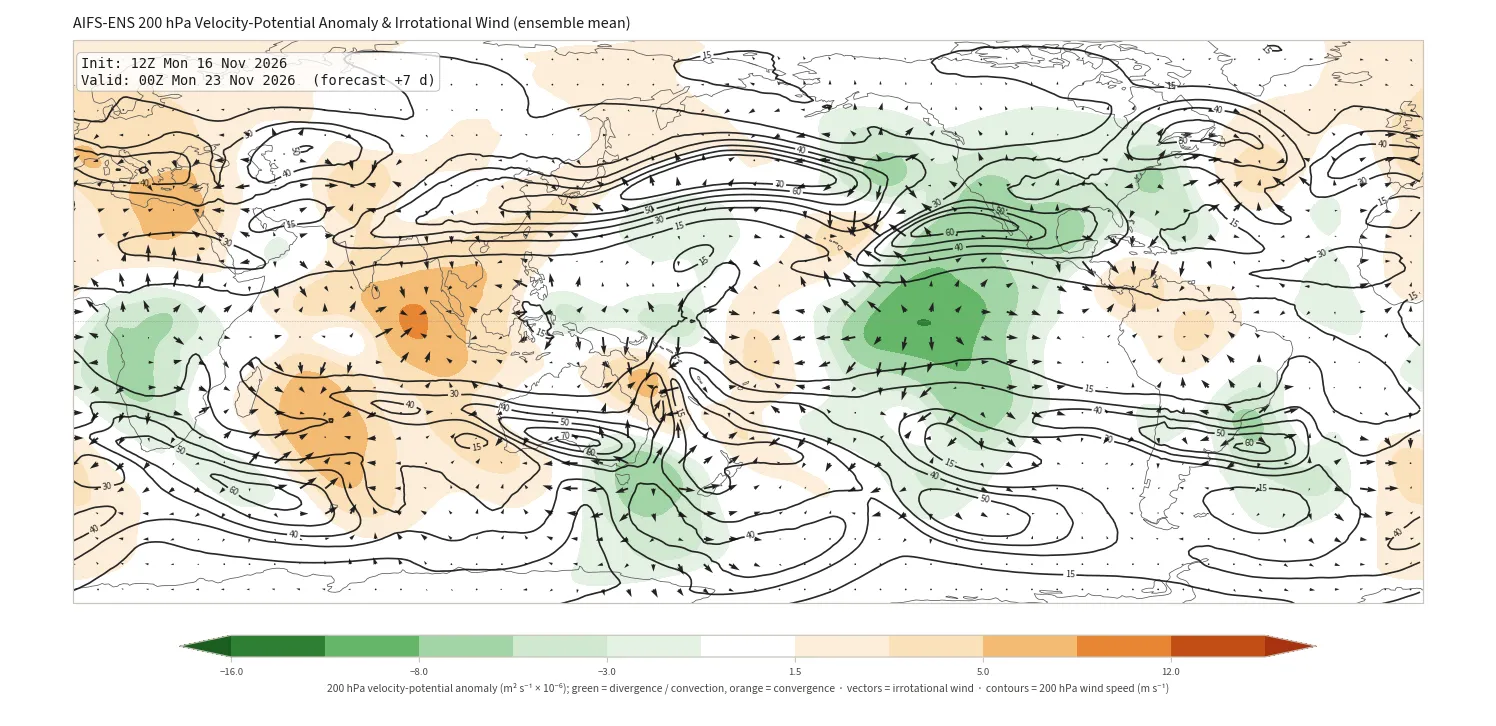 AIFS-ENS 200 hPa Velocity-Potential Anomaly & Irrotational Wind (ensemble mean)
Init: 12Z Mon 16 Nov 2026
Valid: 00Z Mon 23 Nov 2026 (forecast +7 d)
−16.0 −8.0 −3.0 1.5 5.0 12.0
200 hPa velocity-potential anomaly (m² s⁻¹ × 10⁻⁶); green = divergence / convection, orange = convergence · vectors = irrotational wind · contours = 200 hPa wind speed (m s⁻¹)